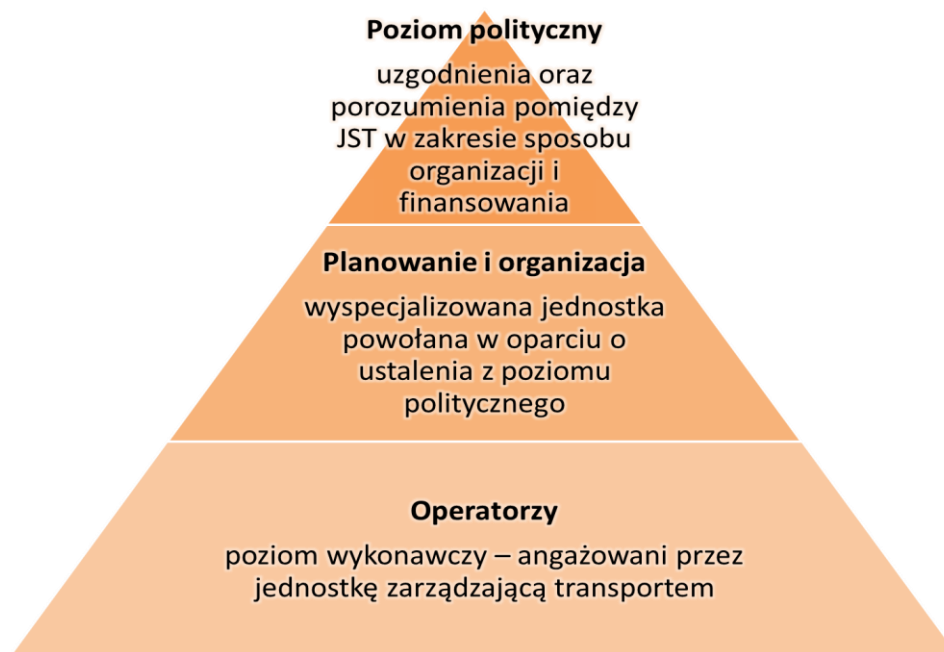 Poziom polityczny
uzgodnienia oraz
porozumienia pomiędzy
JST w zakresie sposobu
organizacji i
finansowania
Planowanie i organizacja
wyspecjalizowana jednostka
powołana w oparciu o
ustalenia z poziomu
politycznego
Operatorzy
poziom wykonawczy – angażowani przez
jednostkę zarządzającą transportem